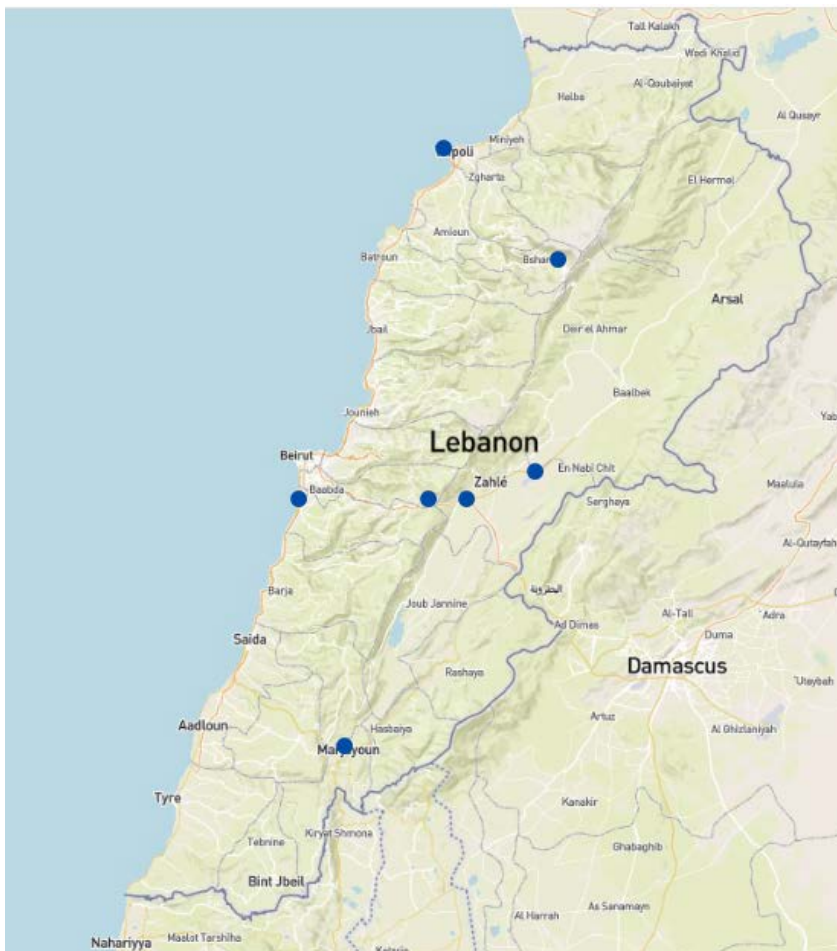 Tall Kalakh
Wadi Khalid
Al-Qoubaiyat
Halba
Al Qusayr
Miniyeh
Zgharta
El Hermel
Amioun
Batroun
Arsal
Jbail
Deir el Ahmar
Baalbek
Jounieh
Lebanon
Beirut
En Nabi Chit
Zahlé
Baabda
Maalula
Serghaya
Al-Qutayfah
Barja
Joub Jannine
Al-Tall
Adra
Ad Dimas
Duma
Saida
Damascus
Rashaya
'Utaybah
Artuz
Aadloun
Hasbaiya
Al Ghizlaniyah
Tyre
Kanakir
Kiryat Shmona
Tebnine
Ghabaghib
Bint Jbeil
As Sanamayn
Al Harrah
Nahariyya
Maalot Tarshiha